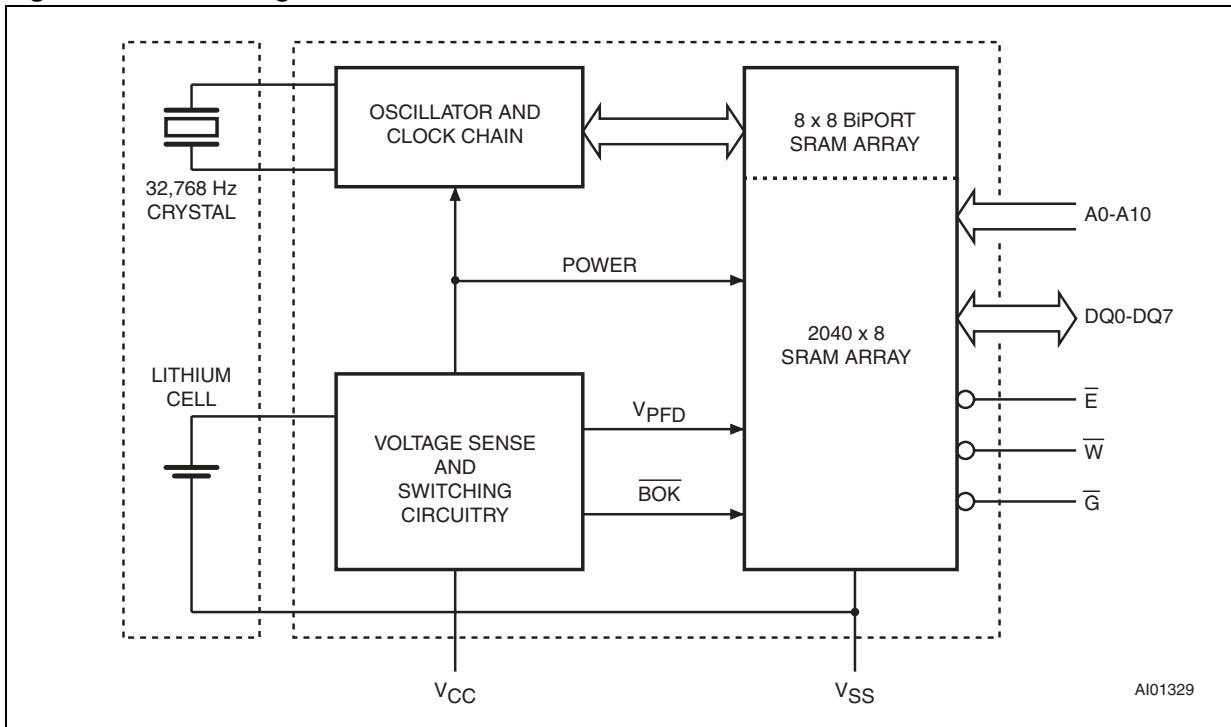 OSCILLATOR AND
CLOCK CHAIN
8 x 8 BiPORT
SRAM ARRAY
32,768 Hz
CRYSTAL
A0-A10
POWER
DQ0-DQ7
2040 x 8
SRAM ARRAY
LITHIUM
CELL
VPFD
E̅
VOLTAGE SENSE
AND
SWITCHING
CIRCUITRY
W̅
B̅O̅K̅
G̅
VCC
VSS
AI01329